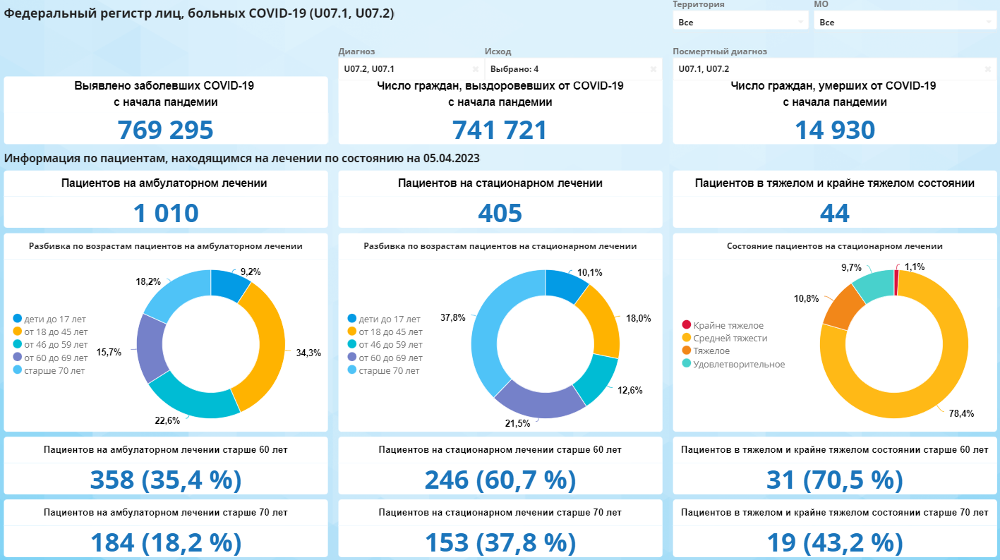 Федеральный регистр лиц, больных COVID-19 (U07.1, U07.2)
Территория
МО
Все
Все
Диагноз
Исход
Посмертный диагноз
U07.2, U07.1
Выбрано: 4
U07.1, U07.2
Выявлено заболевших COVID-19
с начала пандемии
769 295
Число граждан, выздоровевших от COVID-19
с начала пандемии
741 721
Число граждан, умерших от COVID-19
с начала пандемии
14 930
Информация по пациентам, находящимся на лечении по состоянию на 05.04.2023
Пациентов на амбулаторном лечении
1 010
Пациентов на стационарном лечении
405
Пациентов в тяжелом и крайне тяжелом состоянии
44
Разбивка по возрастам пациентов на амбулаторном лечении
дети до 17 лет
от 18 до 45 лет
от 46 до 59 лет
от 60 до 69 лет
старше 70 лет
9,2%
34,3%
22,6%
15,7%
18,2%
Разбивка по возрастам пациентов на стационарном лечении
дети до 17 лет
от 18 до 45 лет
от 46 до 59 лет
от 60 до 69 лет
старше 70 лет
10,1%
18,0%
12,6%
21,5%
37,8%
Состояние пациентов на стационарном лечении
Крайне тяжелое
Средней тяжести
Тяжелое
Удовлетворительное
1,1%
78,4%
10,8%
9,7%
Пациентов на амбулаторном лечении старше 60 лет
358 (35,4 %)
Пациентов на стационарном лечении старше 60 лет
246 (60,7 %)
Пациентов в тяжелом и крайне тяжелом состоянии старше 60 лет
31 (70,5 %)
Пациентов на амбулаторном лечении старше 70 лет
184 (18,2 %)
Пациентов на стационарном лечении старше 70 лет
153 (37,8 %)
Пациентов в тяжелом и крайне тяжелом состоянии старше 70 лет
19 (43,2 %)